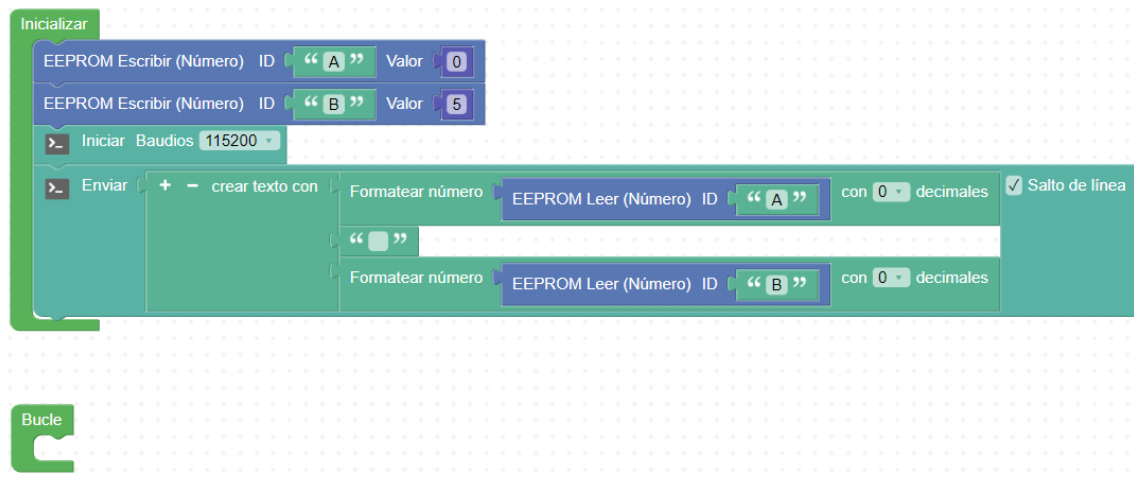 Inicializar
EEPROM Escribir (Número) ID “ A ” Valor 0
EEPROM Escribir (Número) ID “ B ” Valor 5
>_ Iniciar Baudios 115200
>_ Enviar + - crear texto con Formatear número EEPROM Leer (Número) ID “ A ” con 0 decimales ✓ Salto de línea
“ ”
Formatear número EEPROM Leer (Número) ID “ B ” con 0 decimales
Bucle